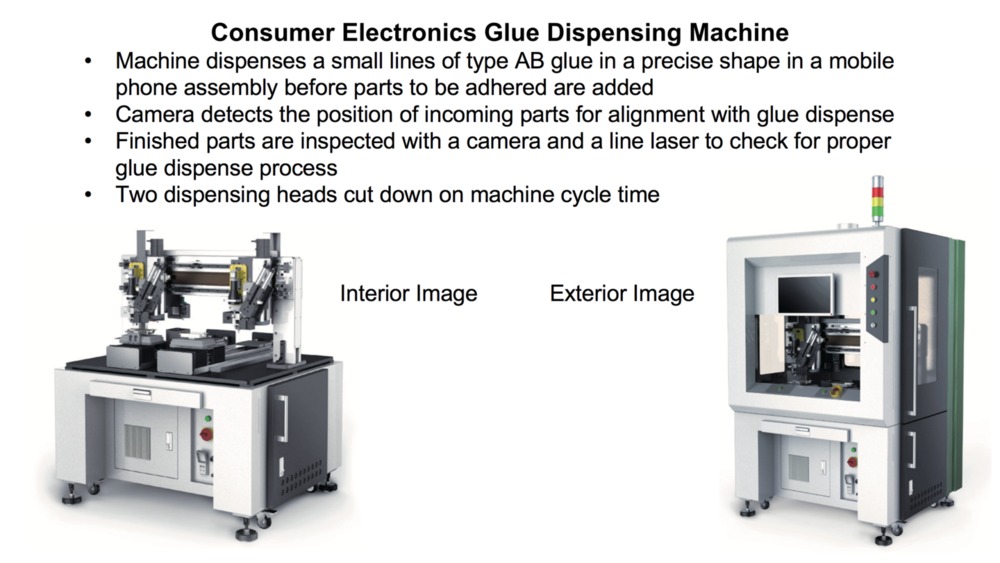 Consumer Electronics Glue Dispensing Machine
• Machine dispenses a small lines of type AB glue in a precise shape in a mobile
phone assembly before parts to be adhered are added
• Camera detects the position of incoming parts for alignment with glue dispense
• Finished parts are inspected with a camera and a line laser to check for proper
glue dispense process
• Two dispensing heads cut down on machine cycle time
Interior Image
Exterior Image